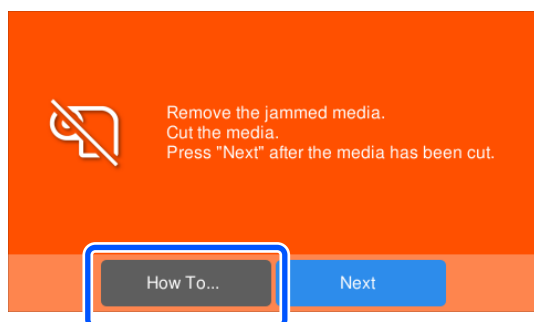 Remove the jammed media.
Cut the media.
Press "Next" after the media has been cut.
How To...
Next